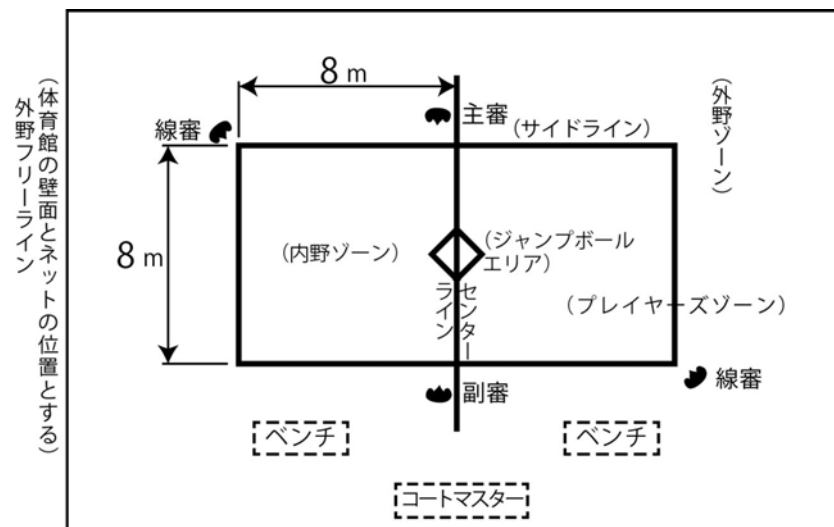 8 m
(外野ゾーン)
線審
主審
(サイドライン)
外野フリーライン
(体育館の壁面とネットの位置とする)
8 m
(内野ゾーン)
(ジャンプボール
エリア)
センター
ライン
(プレイヤーズゾーン)
線審
副審
ベンチ
ベンチ
コートマスター